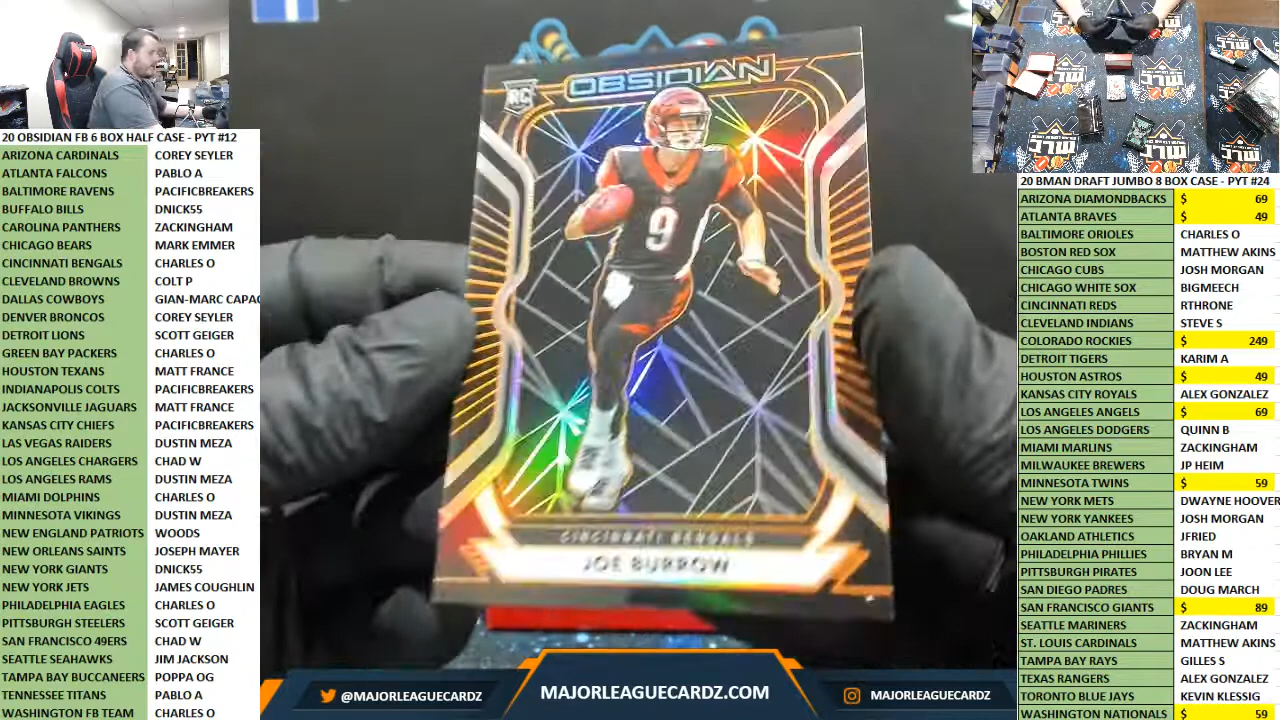 20 OBSIDIAN FB 6 BOX HALF CASE - PYT #12
ARIZONA CARDINALS COREY SEYLER
ATLANTA FALCONS PABLO A
BALTIMORE RAVENS PACIFICBREAKERS
BUFFALO BILLS DNICK55
CAROLINA PANTHERS ZACKINGHAM
CHICAGO BEARS MARK EMMER
CINCINNATI BENGALS CHARLES O
CLEVELAND BROWNS COLT P
DALLAS COWBOYS GIAN-MARC CAPAC
DENVER BRONCOS COREY SEYLER
DETROIT LIONS SCOTT GEIGER
GREEN BAY PACKERS CHARLES O
HOUSTON TEXANS MATT FRANCE
INDIANAPOLIS COLTS PACIFICBREAKERS
JACKSONVILLE JAGUARS MATT FRANCE
KANSAS CITY CHIEFS PACIFICBREAKERS
LAS VEGAS RAIDERS DUSTIN MEZA
LOS ANGELES CHARGERS CHAD W
LOS ANGELES RAMS DUSTIN MEZA
MIAMI DOLPHINS CHARLES O
MINNESOTA VIKINGS DUSTIN MEZA
NEW ENGLAND PATRIOTS WOODS
NEW ORLEANS SAINTS JOSEPH MAYER
NEW YORK GIANTS DNICK55
NEW YORK JETS JAMES COUGHLIN
PHILADELPHIA EAGLES CHARLES O
PITTSBURGH STEELERS SCOTT GEIGER
SAN FRANCISCO 49ERS CHAD W
SEATTLE SEAHAWKS JIM JACKSON
TAMPA BAY BUCCANEERS POPPA OG
TENNESSEE TITANS PABLO A
WASHINGTON FB TEAM CHARLES O
RC
OBSIDIAN
9
CINCINNATI BENGALS
JOE BURROW
@MAJORLEAGUECARDZ
MAJORLEAGUECARDZ.COM
MAJORLEAGUECARDZ
20 BMAN DRAFT JUMBO 8 BOX CASE - PYT #24
ARIZONA DIAMONDBACKS $ 69
ATLANTA BRAVES $ 49
BALTIMORE ORIOLES CHARLES O
BOSTON RED SOX MATTHEW AKINS
CHICAGO CUBS JOSH MORGAN
CHICAGO WHITE SOX BIGMEECH
CINCINNATI REDS RTHRONE
CLEVELAND INDIANS STEVE S
COLORADO ROCKIES $ 249
DETROIT TIGERS KARIM A
HOUSTON ASTROS $ 49
KANSAS CITY ROYALS ALEX GONZALEZ
LOS ANGELES ANGELS $ 69
LOS ANGELES DODGERS QUINN B
MIAMI MARLINS ZACKINGHAM
MILWAUKEE BREWERS JP HEIM
MINNESOTA TWINS $ 59
NEW YORK METS DWAYNE HOOVER
NEW YORK YANKEES JOSH MORGAN
OAKLAND ATHLETICS JFRIED
PHILADELPHIA PHILLIES BRYAN M
PITTSBURGH PIRATES JOON LEE
SAN DIEGO PADRES DOUG MARCH
SAN FRANCISCO GIANTS $ 89
SEATTLE MARINERS ZACKINGHAM
ST. LOUIS CARDINALS MATTHEW AKINS
TAMPA BAY RAYS GILLES S
TEXAS RANGERS ALEX GONZALEZ
TORONTO BLUE JAYS KEVIN KLESSIG
WASHINGTON NATIONALS $ 59